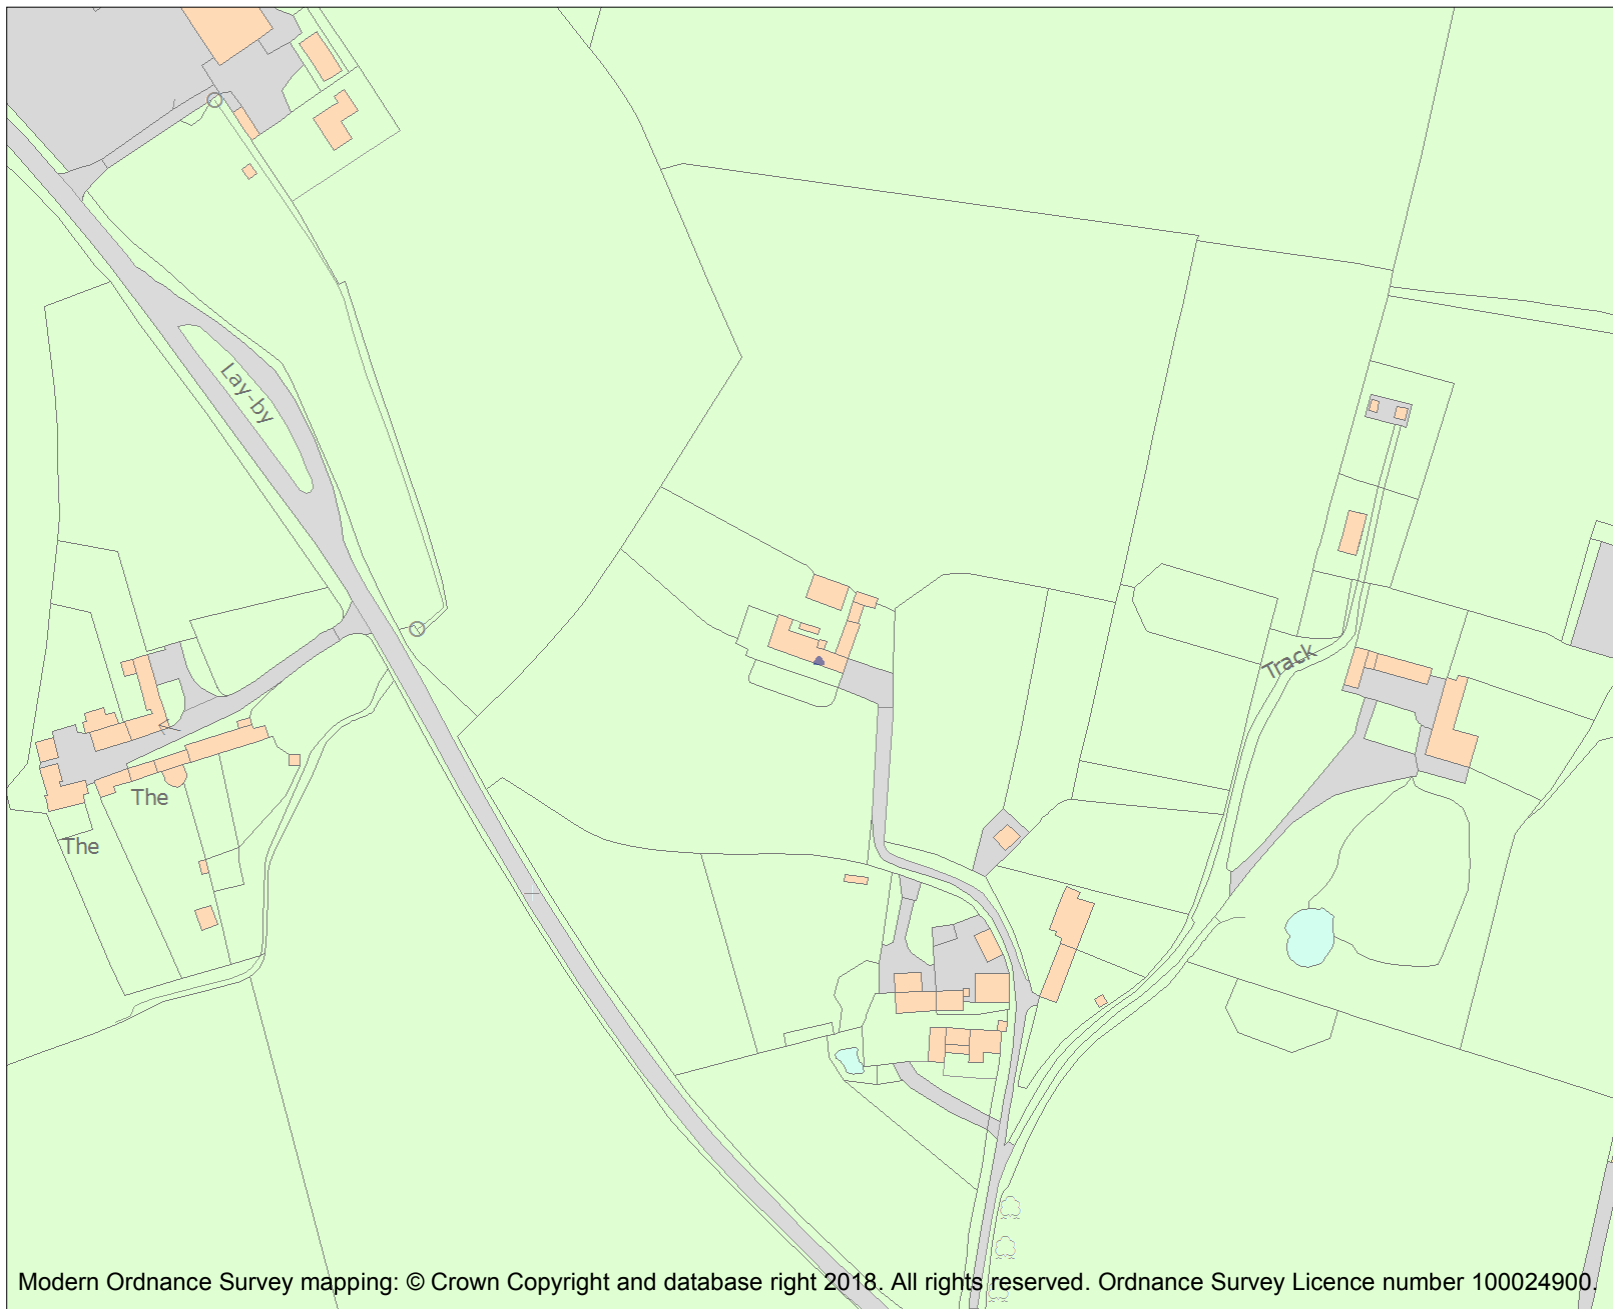 Lay-by
Track
The
The
Modern Ordnance Survey mapping: © Crown Copyright and database right 2018. All rights reserved. Ordnance Survey Licence number 100024900.